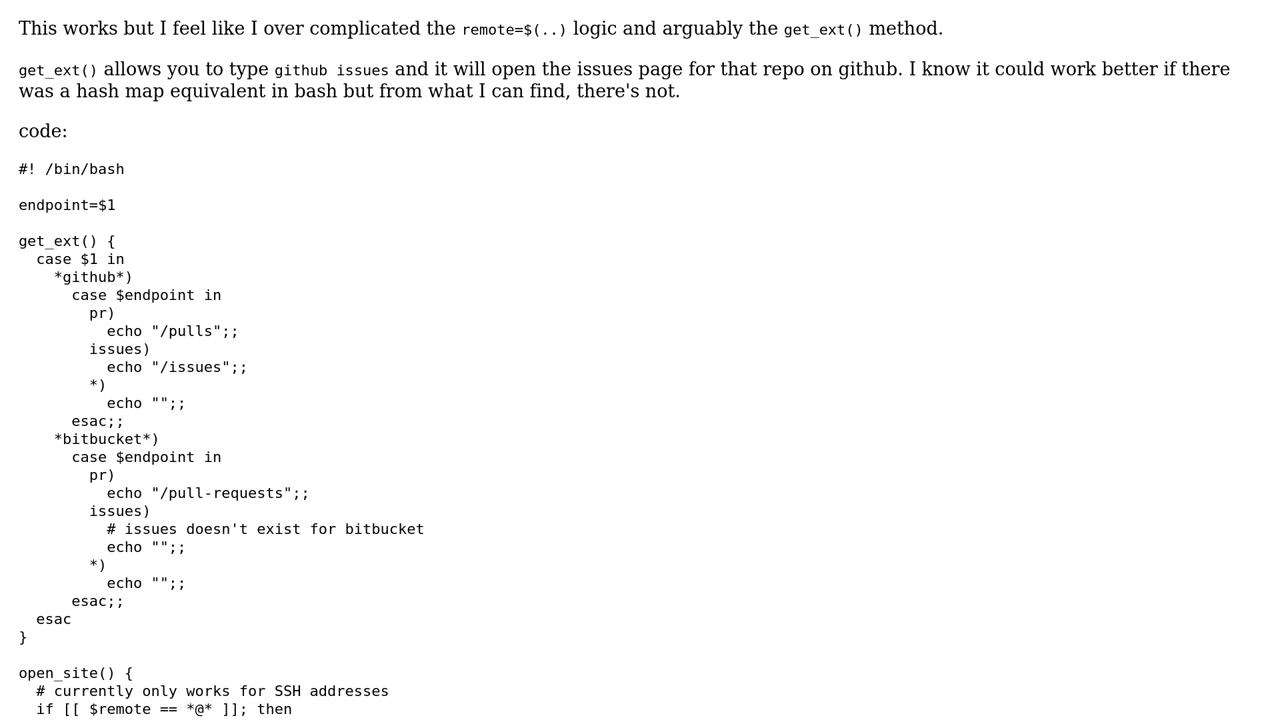 This works but I feel like I over complicated the remote=$(..) logic and arguably the get_ext() method.
get_ext() allows you to type github issues and it will open the issues page for that repo on github. I know it could work better if there
was a hash map equivalent in bash but from what I can find, there's not.
code:
#! /bin/bash
endpoint=$1
get_ext() {
  case $1 in
    *github*)
      case $endpoint in
        pr)
          echo "/pulls";;
        issues)
          echo "/issues";;
        *)
          echo "";;
      esac;;
    *bitbucket*)
      case $endpoint in
        pr)
          echo "/pull-requests";;
        issues)
          # issues doesn't exist for bitbucket
          echo "";;
        *)
          echo "";;
      esac;;
  esac
}
open_site() {
  # currently only works for SSH addresses
  if [[ $remote == *@* ]]; then